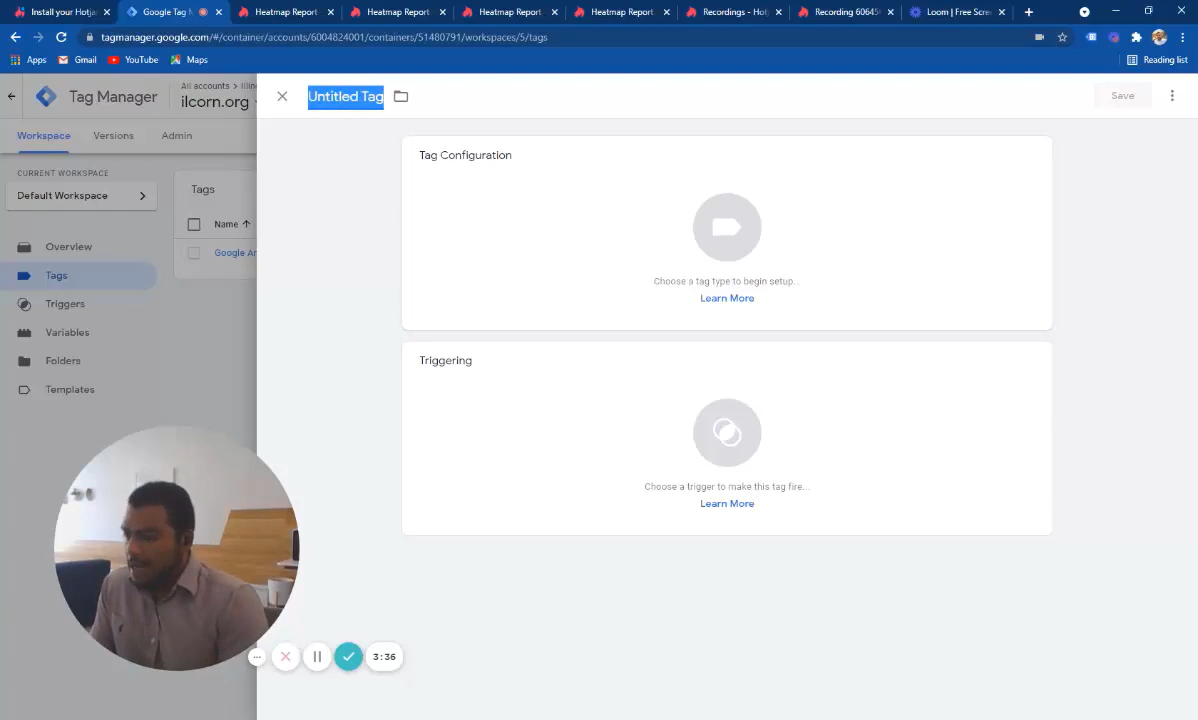 Install your Hotja
Google Tag M
Heatmap Report
Heatmap Report
Heatmap Report
Heatmap Report
Recordings - Hotj
Recording 60645
Loom | Free Scree
tagmanager.google.com/#/container/accounts/6004824001/containers/51480791/workspaces/5/tags
Apps
Gmail
YouTube
Maps
Reading list
Tag Manager
All accounts > Illin
ilcorn.org
Untitled Tag
Save
Workspace
Versions
Admin
CURRENT WORKSPACE
Default Workspace
Tags
Name
Google An
Overview
Tags
Triggers
Variables
Folders
Templates
Tag Configuration
Choose a tag type to begin setup...
Learn More
Triggering
Choose a trigger to make this tag fire...
Learn More
3:36